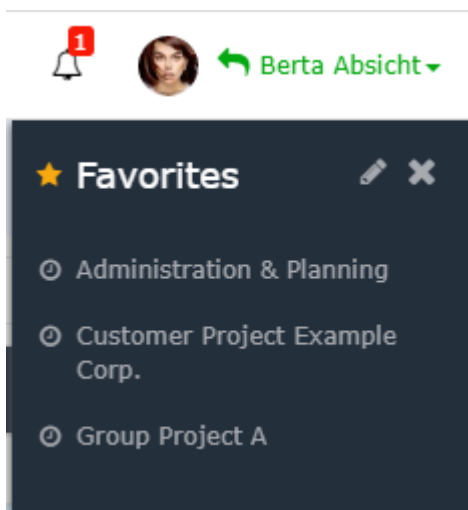 1
Berta Absicht
Favorites
Administration & Planning
Customer Project Example
Corp.
Group Project A